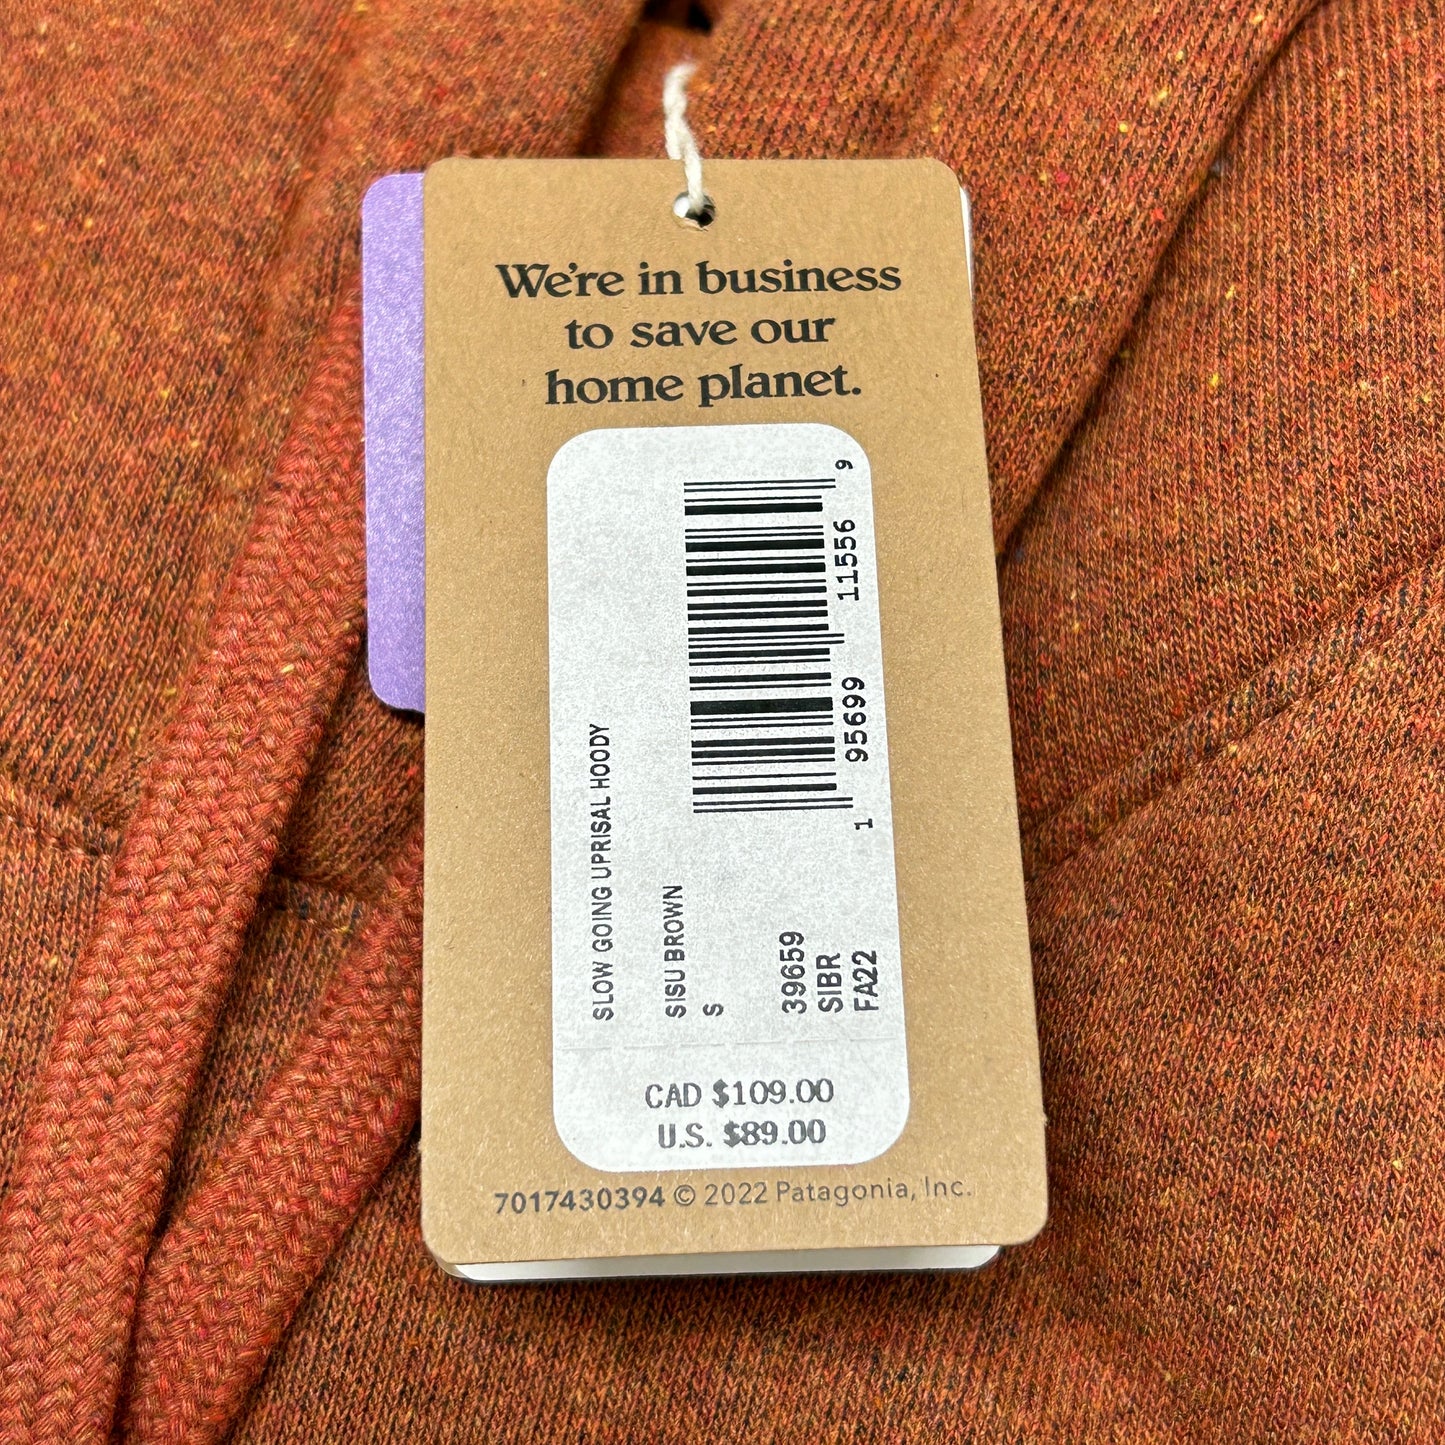 We're in business
to save our
home planet.
SLOW GOING UPRISAL HOODY
SISU BROWN
S
39659
SIBR
FA22
1 95699 11556 9
CAD $109.00
U.S. $89.00
7017430394 © 2022 Patagonia, Inc.